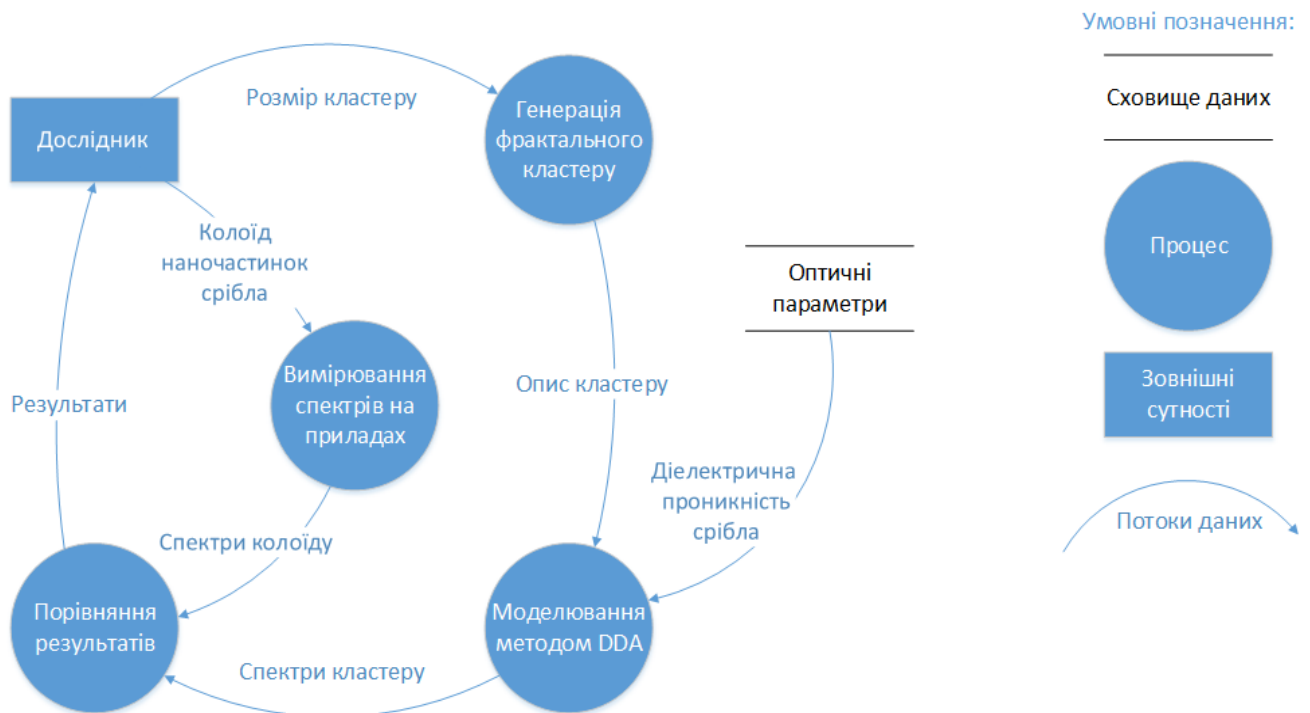 Умовні позначення:
Розмір кластеру
Генерація
фрактального
кластеру
Сховище даних
Дослідник
Колоїд
наночастинок
срібла
Оптичні
параметри
Процес
Вимірювання
спектрів на
приладах
Опис кластеру
Результати
Зовнішні
сутності
Діелектрична
проникність
срібла
Потоки даних
Спектри колоїду
Порівняння
результатів
Моделювання
методом DDA
Спектри кластеру